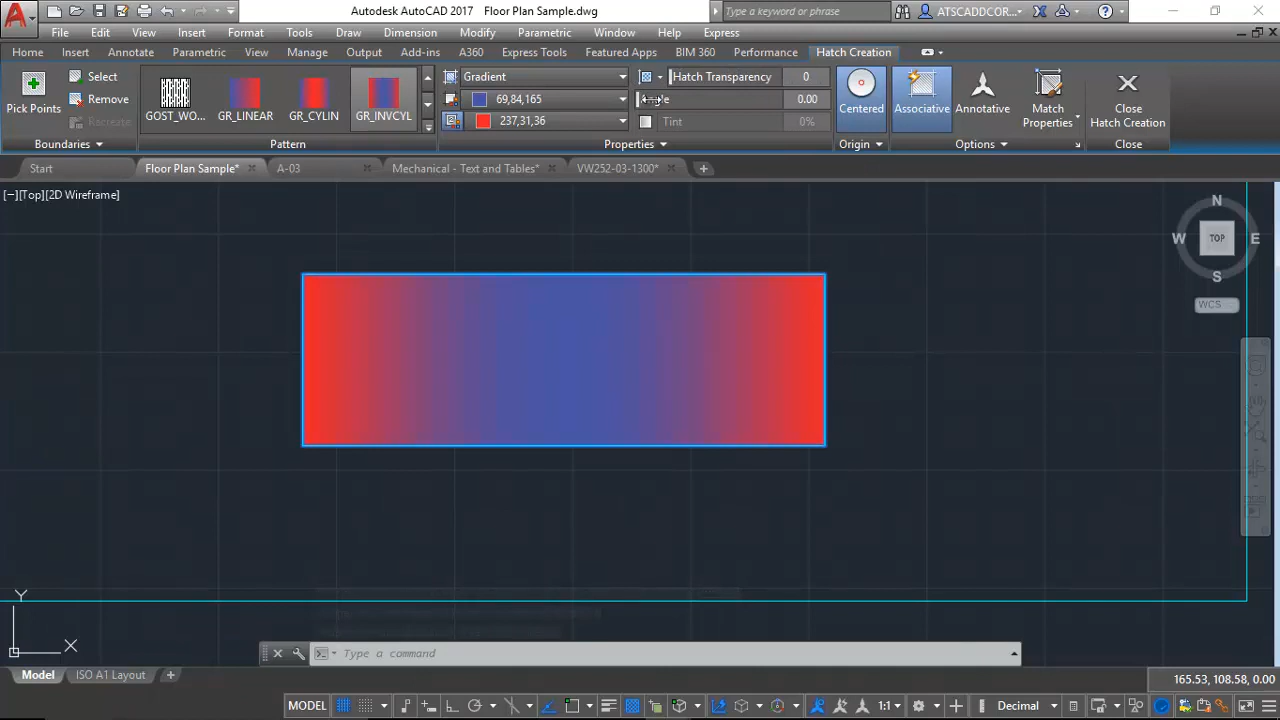 Autodesk AutoCAD 2017 Floor Plan Sample.dwg
Type a keyword or phrase
ATSCADDCOR...
File Edit View Insert Format Tools Draw Dimension Modify Parametric Window Help Express
Home Insert Annotate Parametric View Manage Output Add-ins A360 Express Tools Featured Apps BIM 360 Performance Hatch Creation
Pick Points
Select
Remove
Recreate
Boundaries
GOST_WO...
GR_LINEAR
GR_CYLIN
GR_INVCYL
Pattern
Gradient
69,84,165
237,31,36
Hatch Transparency 0
0.00
Tint 0%
Properties
Centered
Origin
Associative
Annotative
Match
Properties
Options
Close
Hatch Creation
Close
Start
Floor Plan Sample*
A-03
Mechanical - Text and Tables*
VW252-03-1300*
[−][Top][2D Wireframe]
N
W TOP E
S
WCS
Y
X
Type a command
Model ISO A1 Layout
165.53, 108.58, 0.00
MODEL
1:1
Decimal